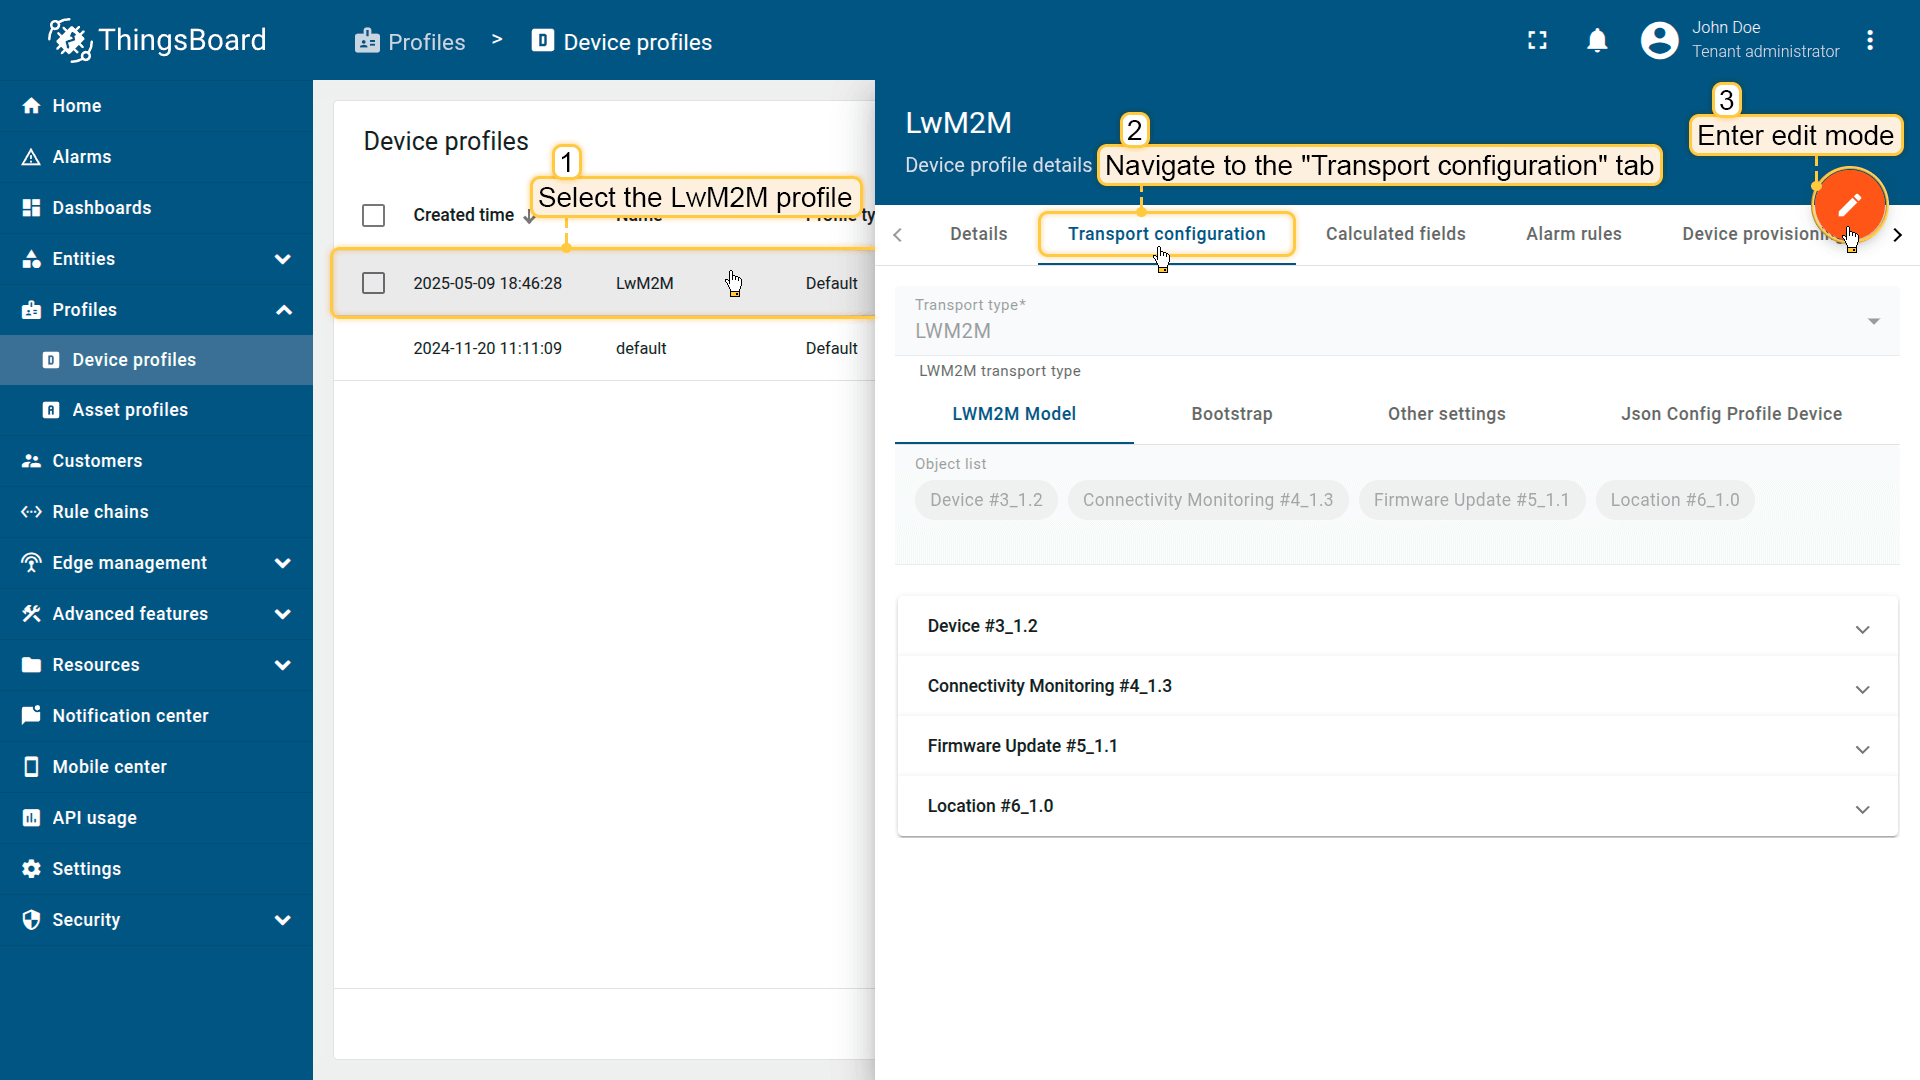 ThingsBoard
Profiles > Device profiles
John Doe
Tenant administrator
Home
Alarms
Dashboards
Entities
Profiles
Device profiles
Asset profiles
Customers
Rule chains
Edge management
Advanced features
Resources
Notification center
Mobile center
API usage
Settings
Security
Device profiles
1
Select the LwM2M profile
Created time Name Profile ty
2025-05-09 18:46:28 LwM2M Default
2024-11-20 11:11:09 default Default
LwM2M
Device profile details
2
Navigate to the "Transport configuration" tab
3
Enter edit mode
Details Transport configuration Calculated fields Alarm rules Device provisionin
Transport type*
LWM2M
LWM2M transport type
LWM2M Model Bootstrap Other settings Json Config Profile Device
Object list
Device #3_1.2 Connectivity Monitoring #4_1.3 Firmware Update #5_1.1 Location #6_1.0
Device #3_1.2
Connectivity Monitoring #4_1.3
Firmware Update #5_1.1
Location #6_1.0